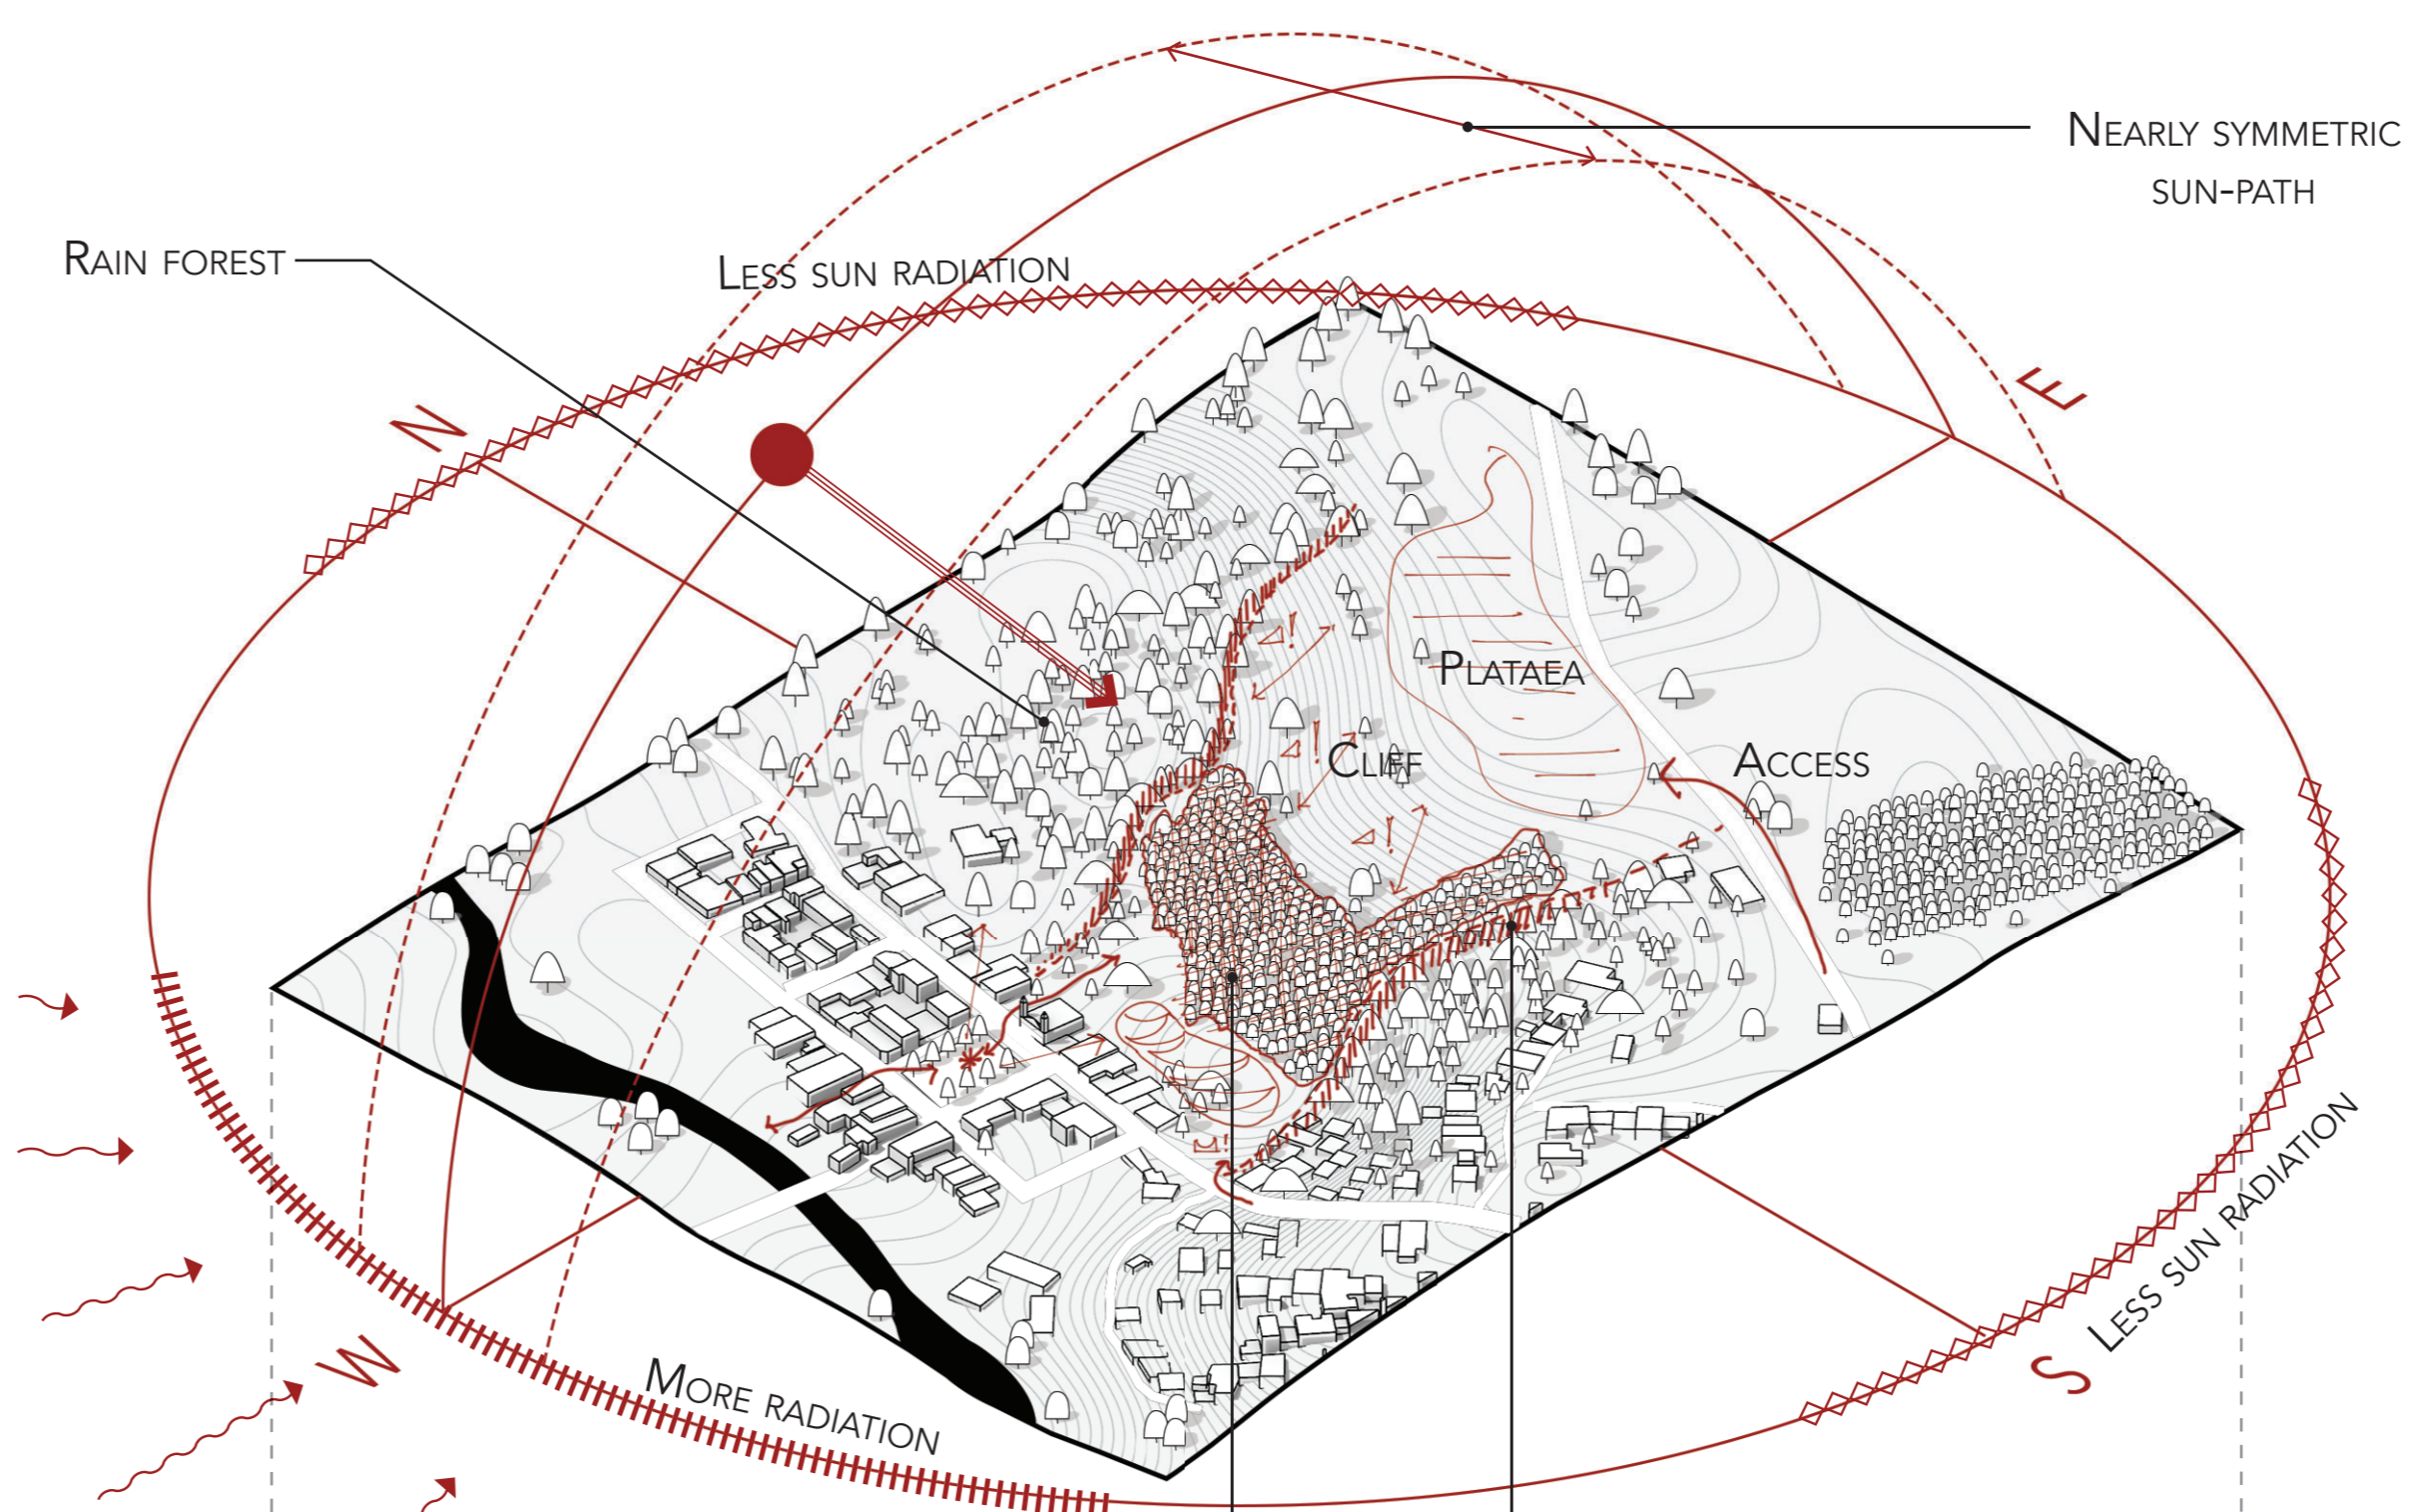 Nearly symmetric
sun-path
Rain forest
Less sun radiation
N
E
Plataea
Cliff
Access
W
More radiation
S
Less sun radiation